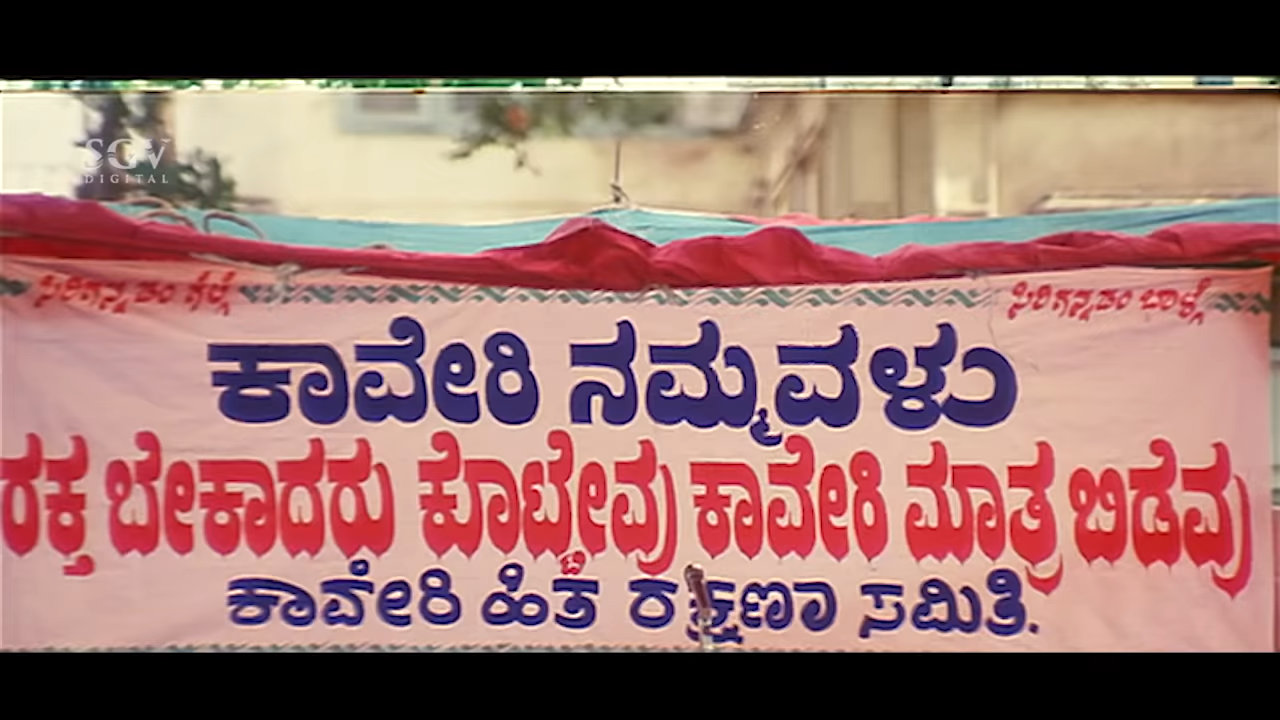 SGV
DIGITAL
ಸಿರಿಗನ್ನಡಂ ಗೆಲ್ಗೆ ಸಿರಿಗನ್ನಡಂ ಬಾಳ್ಗೆ
ಕಾವೇರಿ ನಮ್ಮವಳು
ರಕ್ತ ಬೇಕಾದರು ಕೊಟ್ಟೇವು ಕಾವೇರಿ ಮಾತ್ರ ಬಿಡೆವು
ಕಾವೇರಿ ಹಿತ ರಕ್ಷಣಾ ಸಮಿತಿ.